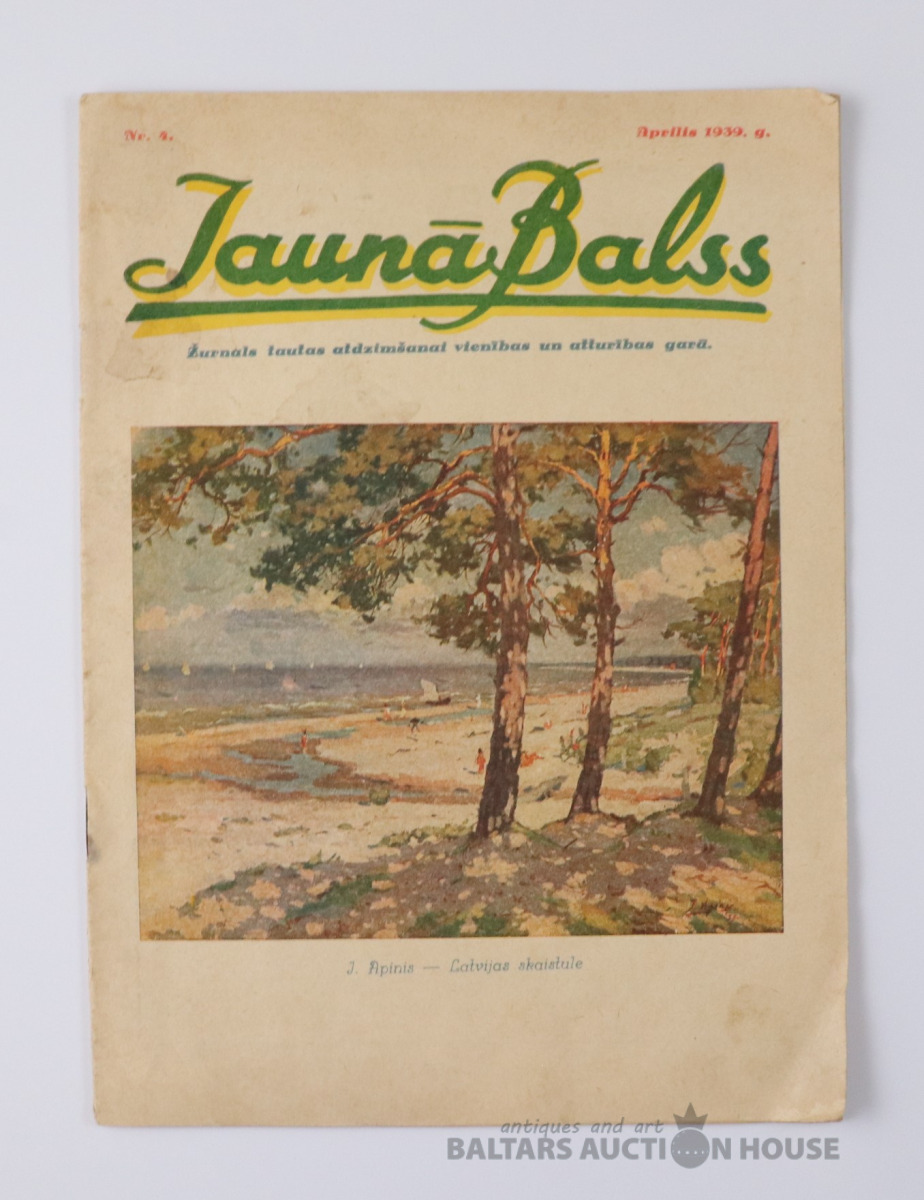 Nr. 4.
Aprilis 1939. g.
Jaunā Balss
Žurnāls tautas atdzimšanai vienības un atturības garā.
J. Apinis — Latvijas skaistule
antiques and art
BALTARS AUCTION HOUSE